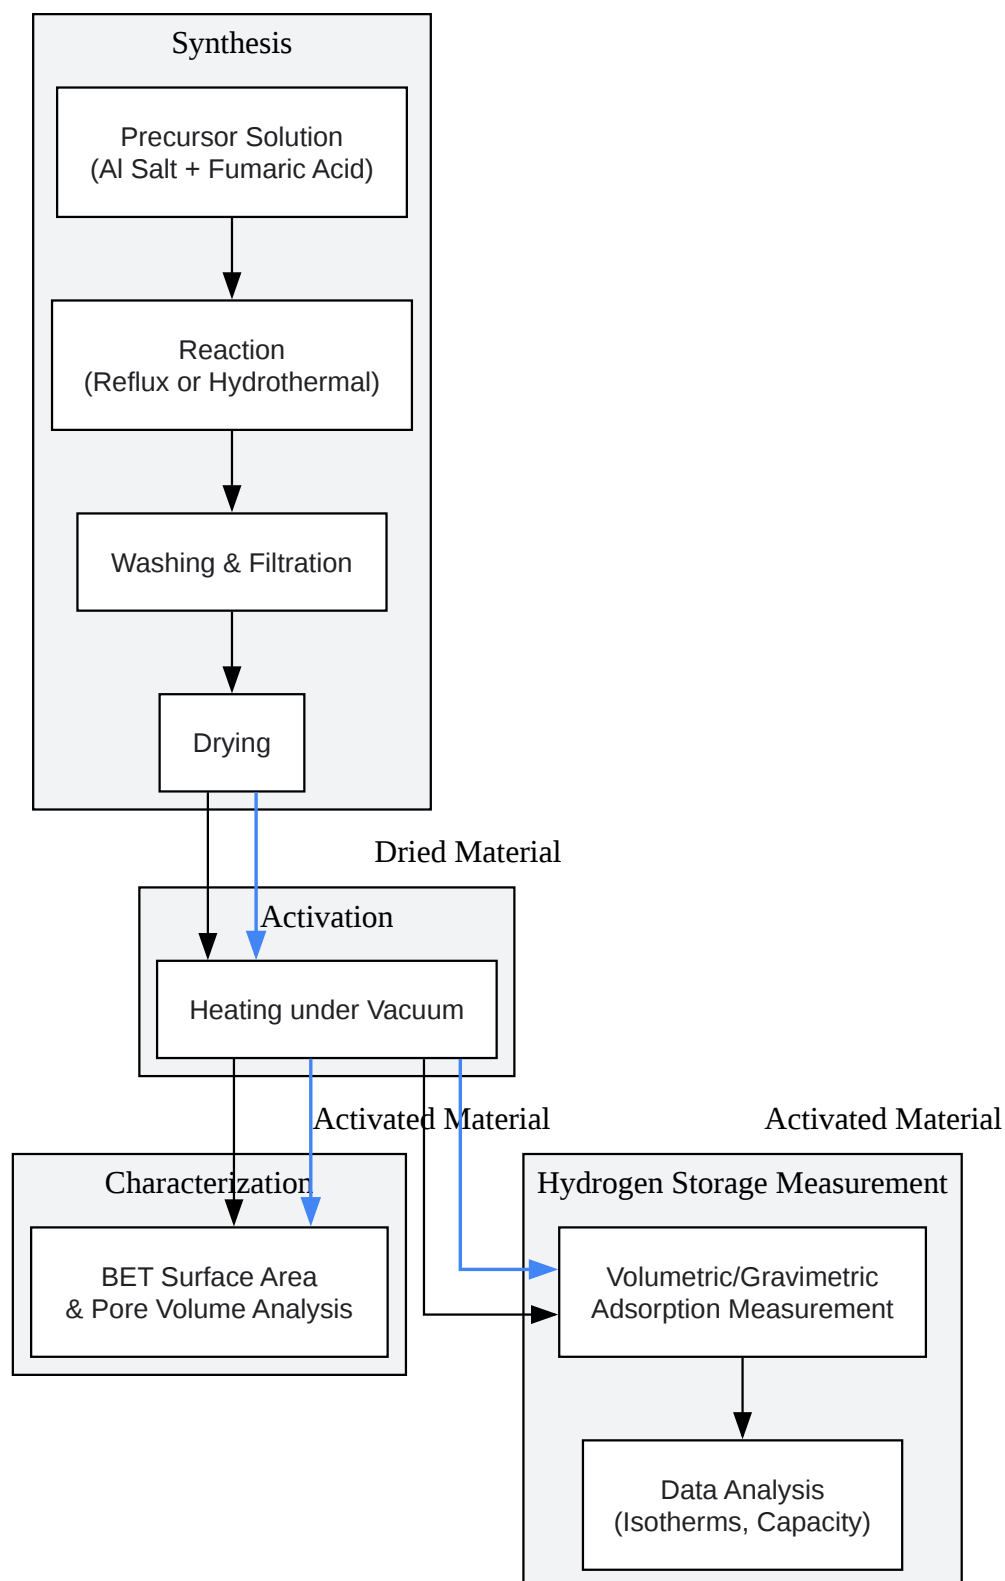 Synthesis
Precursor Solution
(Al Salt + Fumaric Acid)
Reaction
(Reflux or Hydrothermal)
Washing & Filtration
Drying
Dried Material
Activation
Heating under Vacuum
Activated Material
Activated Material
Characterization
BET Surface Area
& Pore Volume Analysis
Hydrogen Storage Measurement
Volumetric/Gravimetric
Adsorption Measurement
Data Analysis
(Isotherms, Capacity)